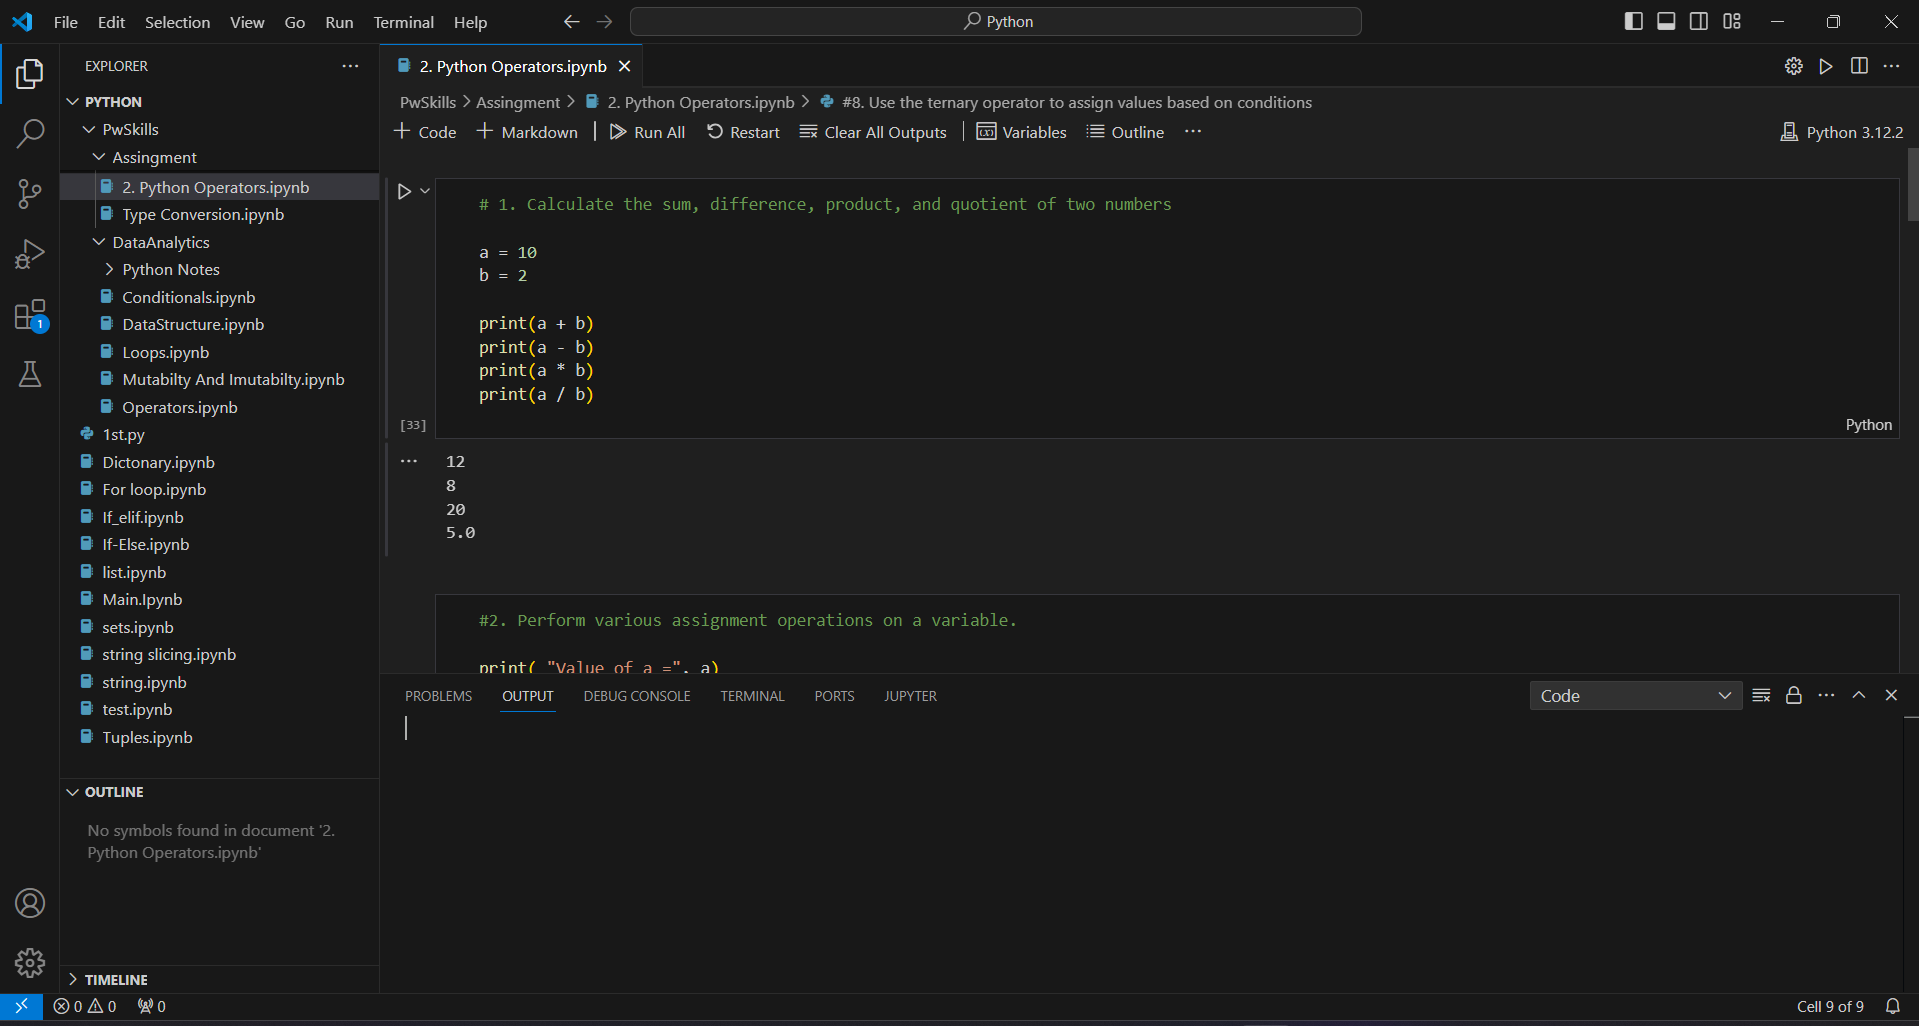 File Edit Selection View Go Run Terminal Help
Python
EXPLORER
PYTHON
PwSkills
Assingment
2. Python Operators.ipynb
Type Conversion.ipynb
DataAnalytics
Python Notes
Conditionals.ipynb
DataStructure.ipynb
Loops.ipynb
Mutabilty And Imutabilty.ipynb
Operators.ipynb
1st.py
Dictonary.ipynb
For loop.ipynb
If_elif.ipynb
If-Else.ipynb
list.ipynb
Main.Ipynb
sets.ipynb
string slicing.ipynb
string.ipynb
test.ipynb
Tuples.ipynb
OUTLINE
No symbols found in document '2.
Python Operators.ipynb'
TIMELINE
2. Python Operators.ipynb
PwSkills > Assingment > 2. Python Operators.ipynb > #8. Use the ternary operator to assign values based on conditions
+ Code + Markdown | Run All Restart Clear All Outputs | Variables Outline ...
Python 3.12.2
# 1. Calculate the sum, difference, product, and quotient of two numbers
a = 10
b = 2
print(a + b)
print(a - b)
print(a * b)
print(a / b)
[33]
Python
12
8
20
5.0
#2. Perform various assignment operations on a variable.
print( "Value of a =", a)
PROBLEMS OUTPUT DEBUG CONSOLE TERMINAL PORTS JUPYTER
Code
1
0 0 0
Cell 9 of 9